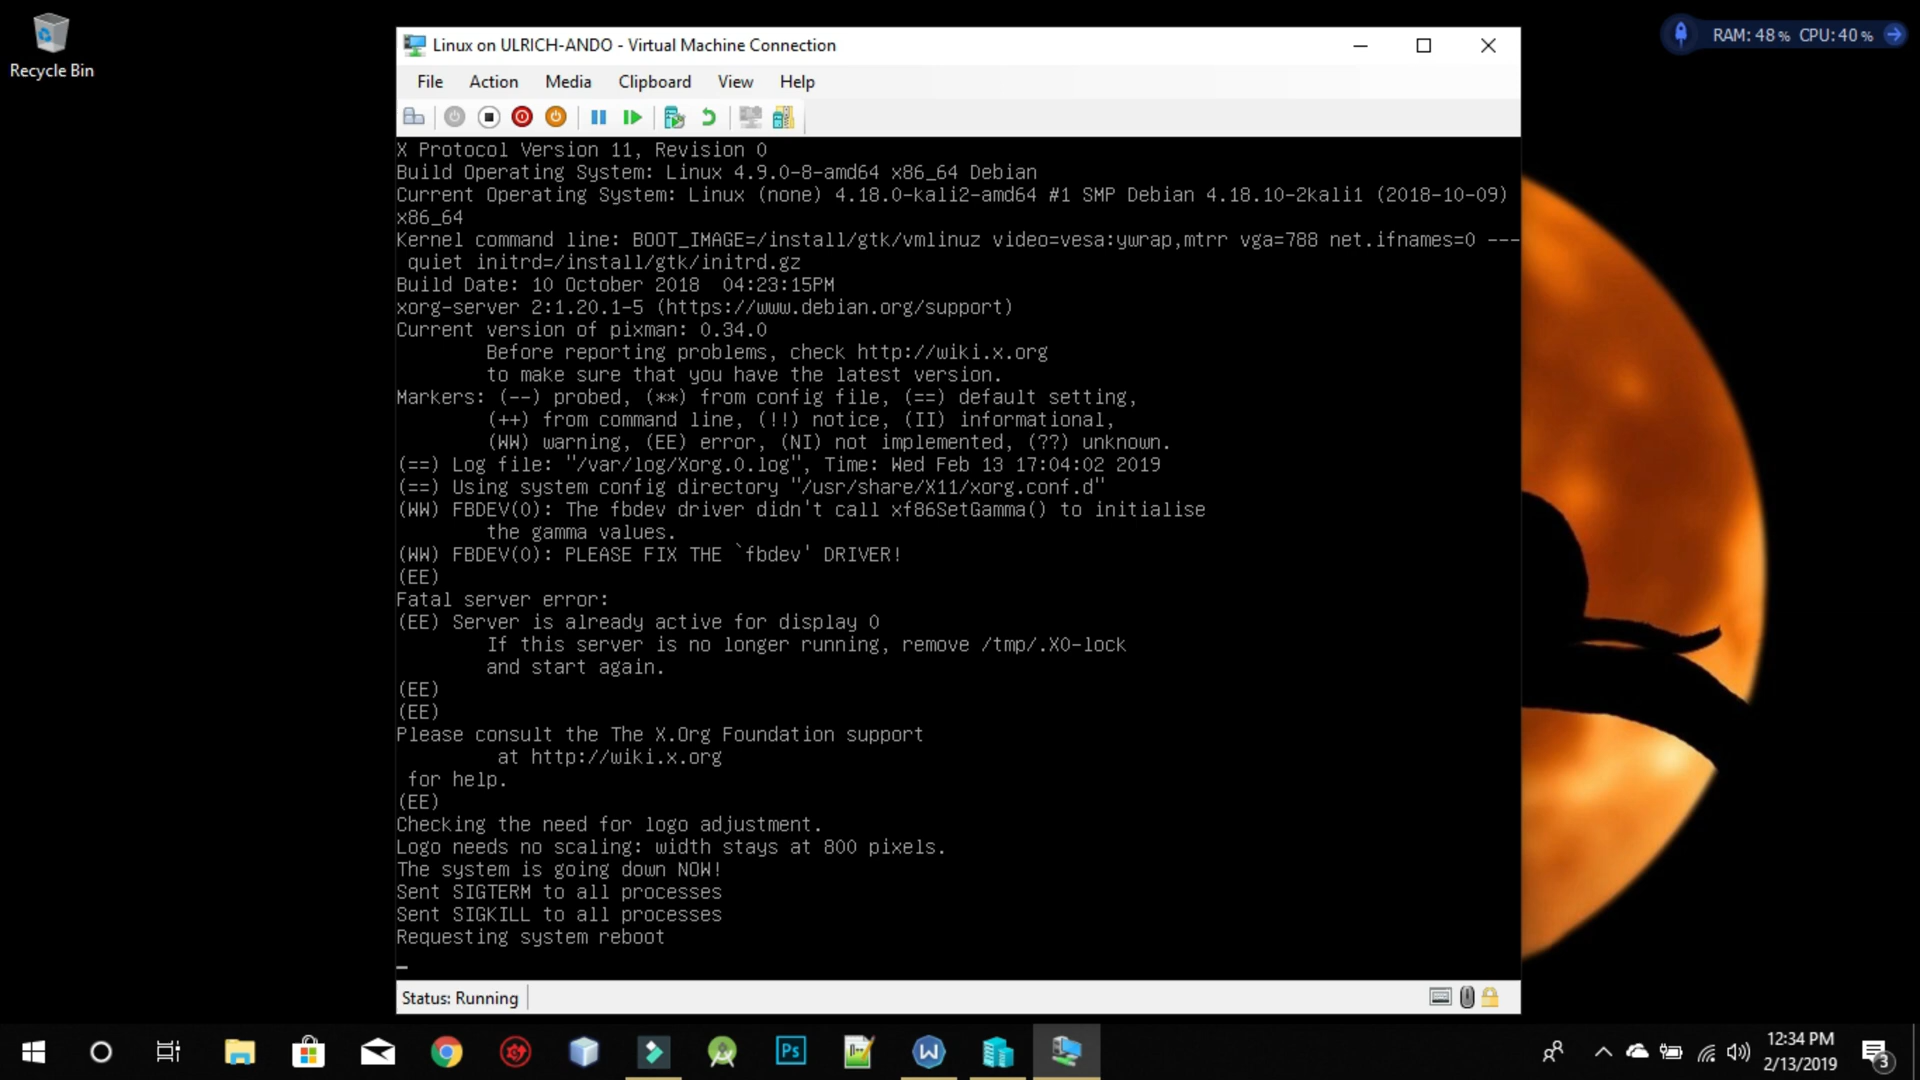 Recycle Bin
RAM: 48 % CPU: 40 %
Linux on ULRICH-ANDO - Virtual Machine Connection
File Action Media Clipboard View Help
X Protocol Version 11, Revision 0
Build Operating System: Linux 4.9.0-8-amd64 x86_64 Debian
Current Operating System: Linux (none) 4.18.0-kali2-amd64 #1 SMP Debian 4.18.10-2kali1 (2018-10-09)
x86_64
Kernel command line: BOOT_IMAGE=/install/gtk/vmlinuz video=vesa:ywrap,mtrr vga=788 net.ifnames=0 ---
quiet initrd=/install/gtk/initrd.gz
Build Date: 10 October 2018  04:23:15PM
xorg-server 2:1.20.1-5 (https://www.debian.org/support)
Current version of pixman: 0.34.0
Before reporting problems, check http://wiki.x.org
to make sure that you have the latest version.
Markers: (--) probed, (**) from config file, (==) default setting,
(++) from command line, (!!) notice, (II) informational,
(WW) warning, (EE) error, (NI) not implemented, (??) unknown.
(==) Log file: "/var/log/Xorg.0.log", Time: Wed Feb 13 17:04:02 2019
(==) Using system config directory "/usr/share/X11/xorg.conf.d"
(WW) FBDEV(0): The fbdev driver didn't call xf86SetGamma() to initialise
the gamma values.
(WW) FBDEV(0): PLEASE FIX THE `fbdev' DRIVER!
(EE)
Fatal server error:
(EE) Server is already active for display 0
If this server is no longer running, remove /tmp/.X0-lock
and start again.
(EE)
(EE)
Please consult the The X.Org Foundation support
at http://wiki.x.org
for help.
(EE)
Checking the need for logo adjustment.
Logo needs no scaling: width stays at 800 pixels.
The system is going down NOW!
Sent SIGTERM to all processes
Sent SIGKILL to all processes
Requesting system reboot
_
Status: Running
Ps
W
12:34 PM
2/13/2019
3